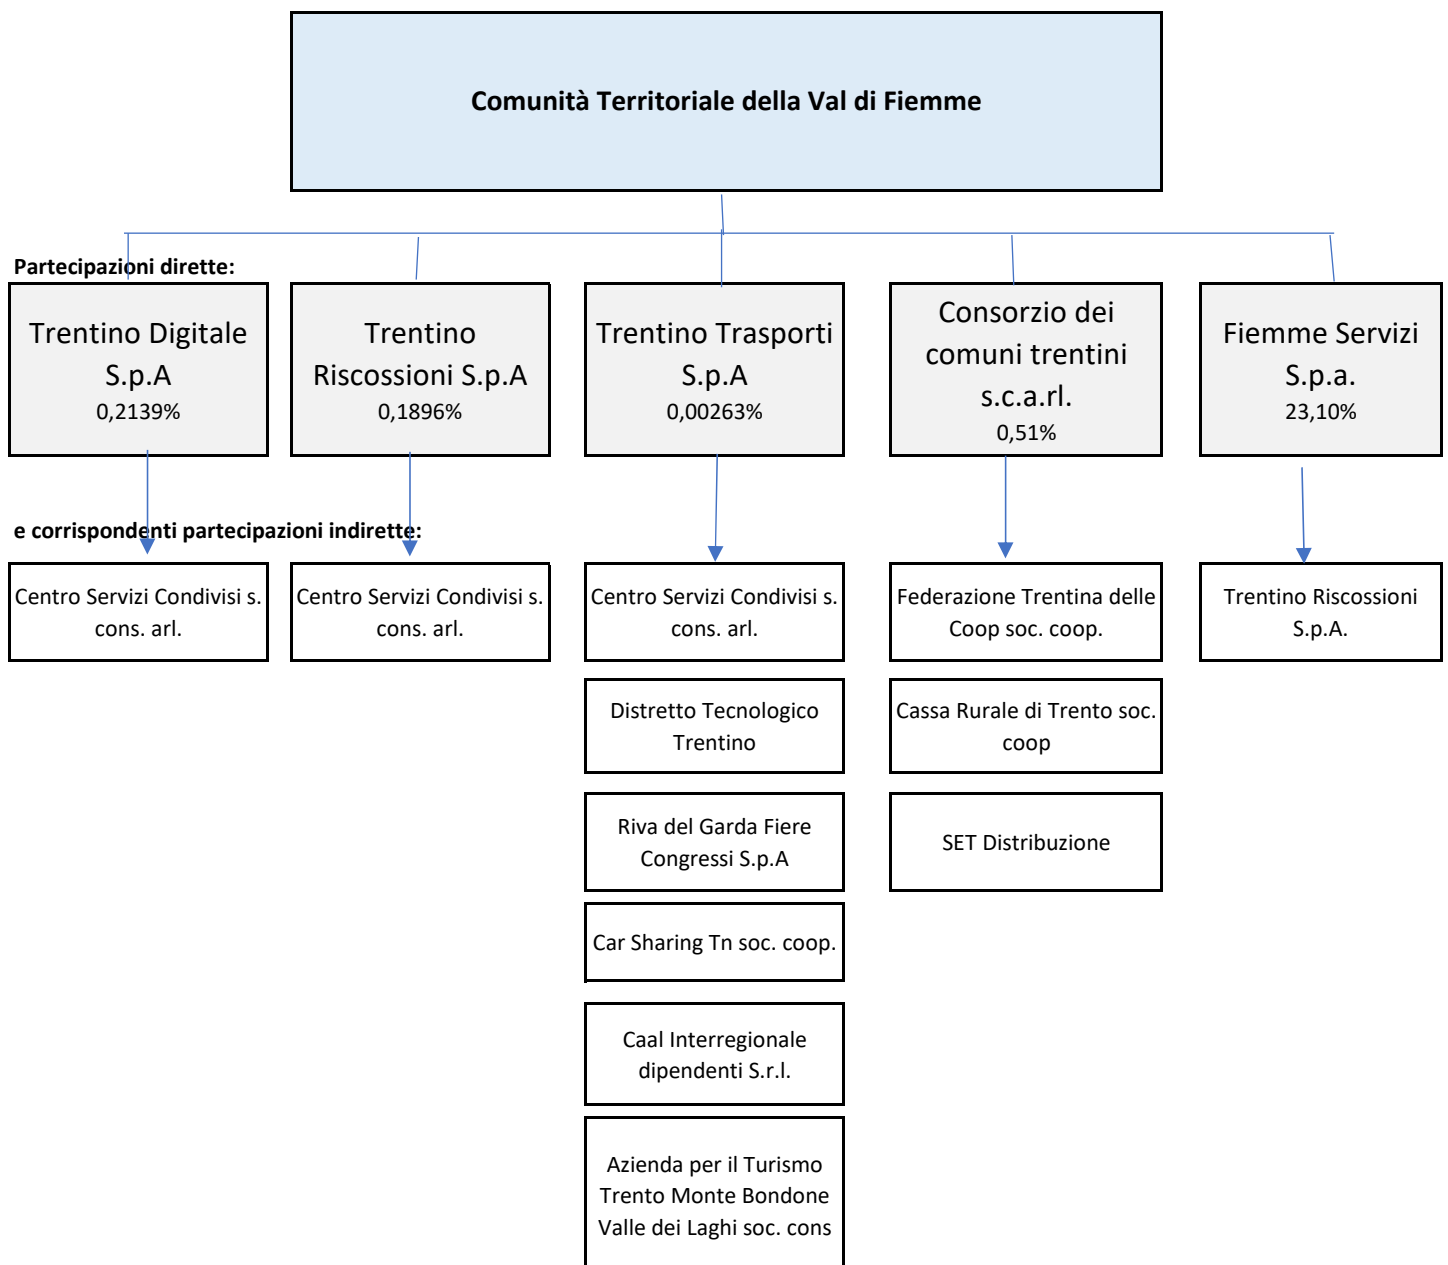 Comunità Territoriale della Val di Fiemme
Partecipazioni dirette:
Trentino Digitale
S.p.A
0,2139%
Trentino
Riscossioni S.p.A
0,1896%
Trentino Trasporti
S.p.A
0,00263%
Consorzio dei
comuni trentini
s.c.a.rl.
0,51%
Fiemme Servizi
S.p.a.
23,10%
e corrispondenti partecipazioni indirette:
Centro Servizi Condivisi s.
cons. arl.
Centro Servizi Condivisi s.
cons. arl.
Centro Servizi Condivisi s.
cons. arl.
Federazione Trentina delle
Coop soc. coop.
Trentino Riscossioni
S.p.A.
Distretto Tecnologico
Trentino
Cassa Rurale di Trento soc.
coop
Riva del Garda Fiere
Congressi S.p.A
SET Distribuzione
Car Sharing Tn soc. coop.
Caal Interregionale
dipendenti S.r.l.
Azienda per il Turismo
Trento Monte Bondone
Valle dei Laghi soc. cons